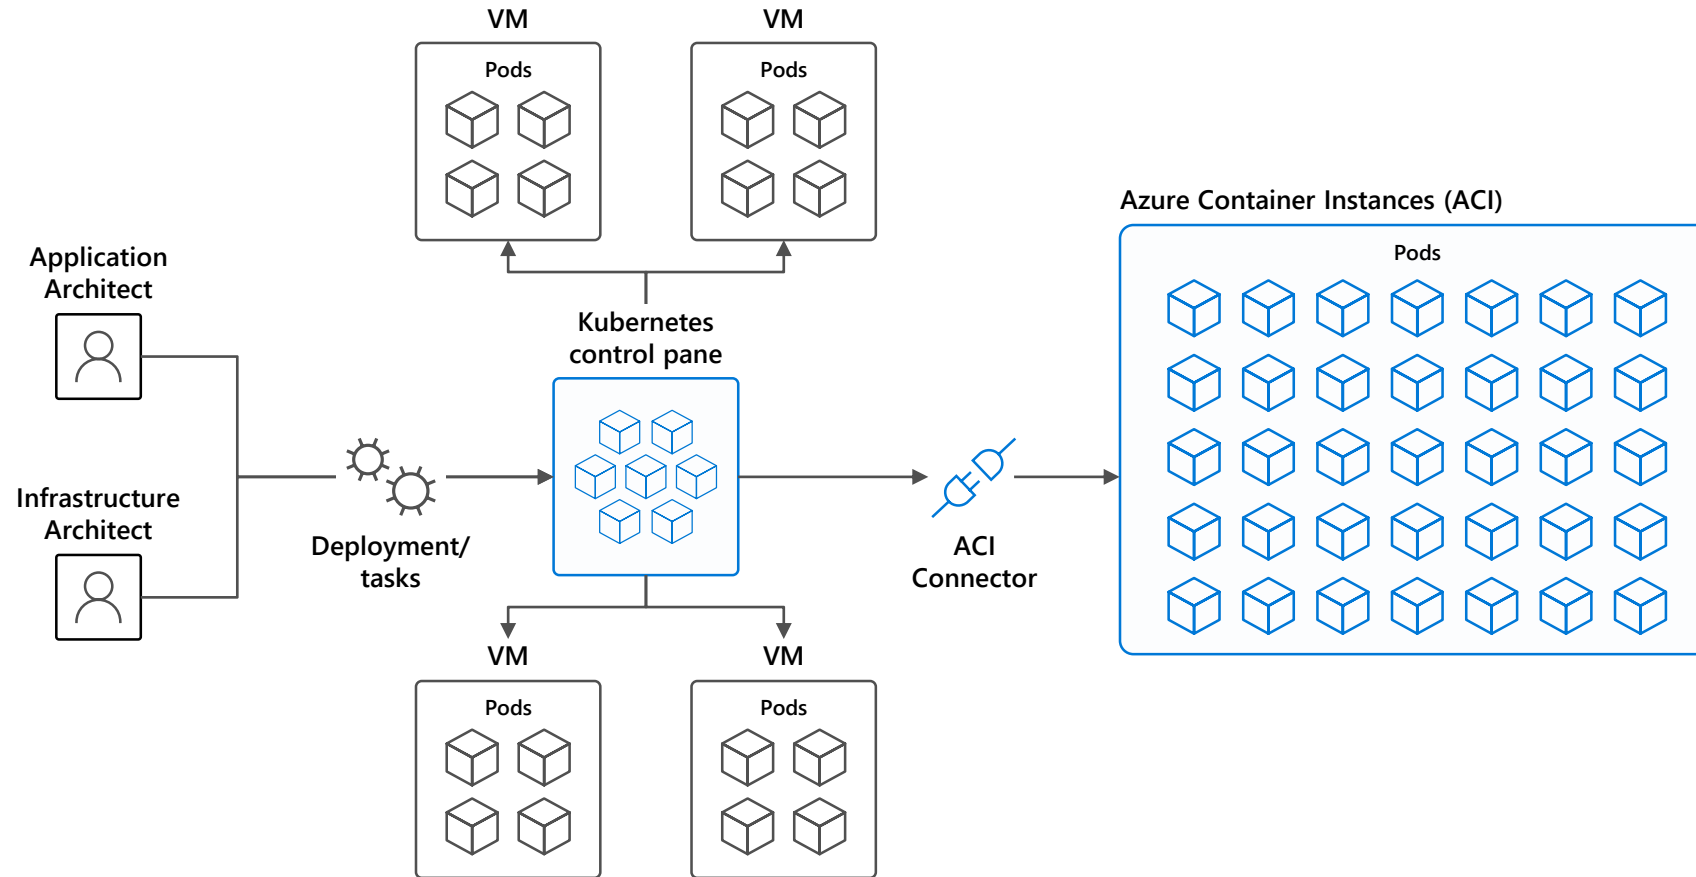 VM
VM
Pods
Pods
Azure Container Instances (ACI)
Pods
Application
Architect
Kubernetes
control pane
Infrastructure
Architect
Deployment/
tasks
ACI
Connector
VM
VM
Pods
Pods